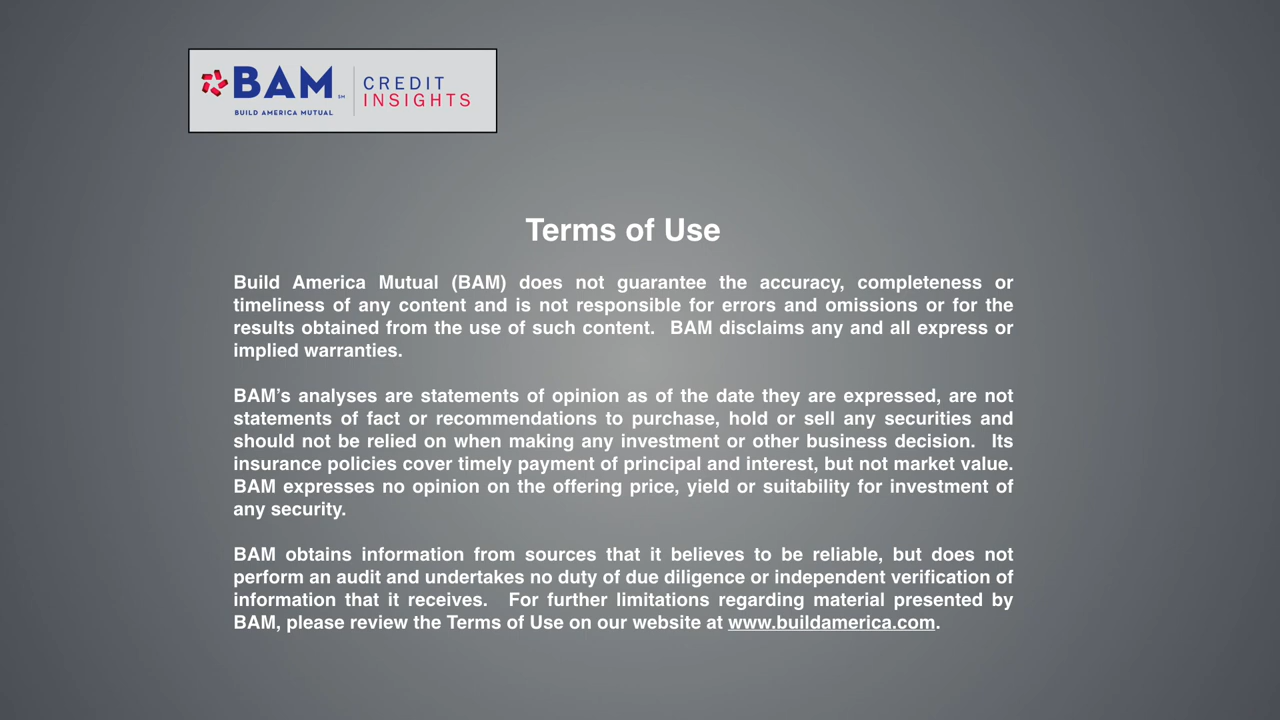 BAM SM
BUILD AMERICA MUTUAL
CREDIT
INSIGHTS
Terms of Use
Build America Mutual (BAM) does not guarantee the accuracy, completeness or
timeliness of any content and is not responsible for errors and omissions or for the
results obtained from the use of such content.  BAM disclaims any and all express or
implied warranties.
BAM’s analyses are statements of opinion as of the date they are expressed, are not
statements of fact or recommendations to purchase, hold or sell any securities and
should not be relied on when making any investment or other business decision.  Its
insurance policies cover timely payment of principal and interest, but not market value.
BAM expresses no opinion on the offering price, yield or suitability for investment of
any security.
BAM obtains information from sources that it believes to be reliable, but does not
perform an audit and undertakes no duty of due diligence or independent verification of
information that it receives.  For further limitations regarding material presented by
BAM, please review the Terms of Use on our website at www.buildamerica.com.